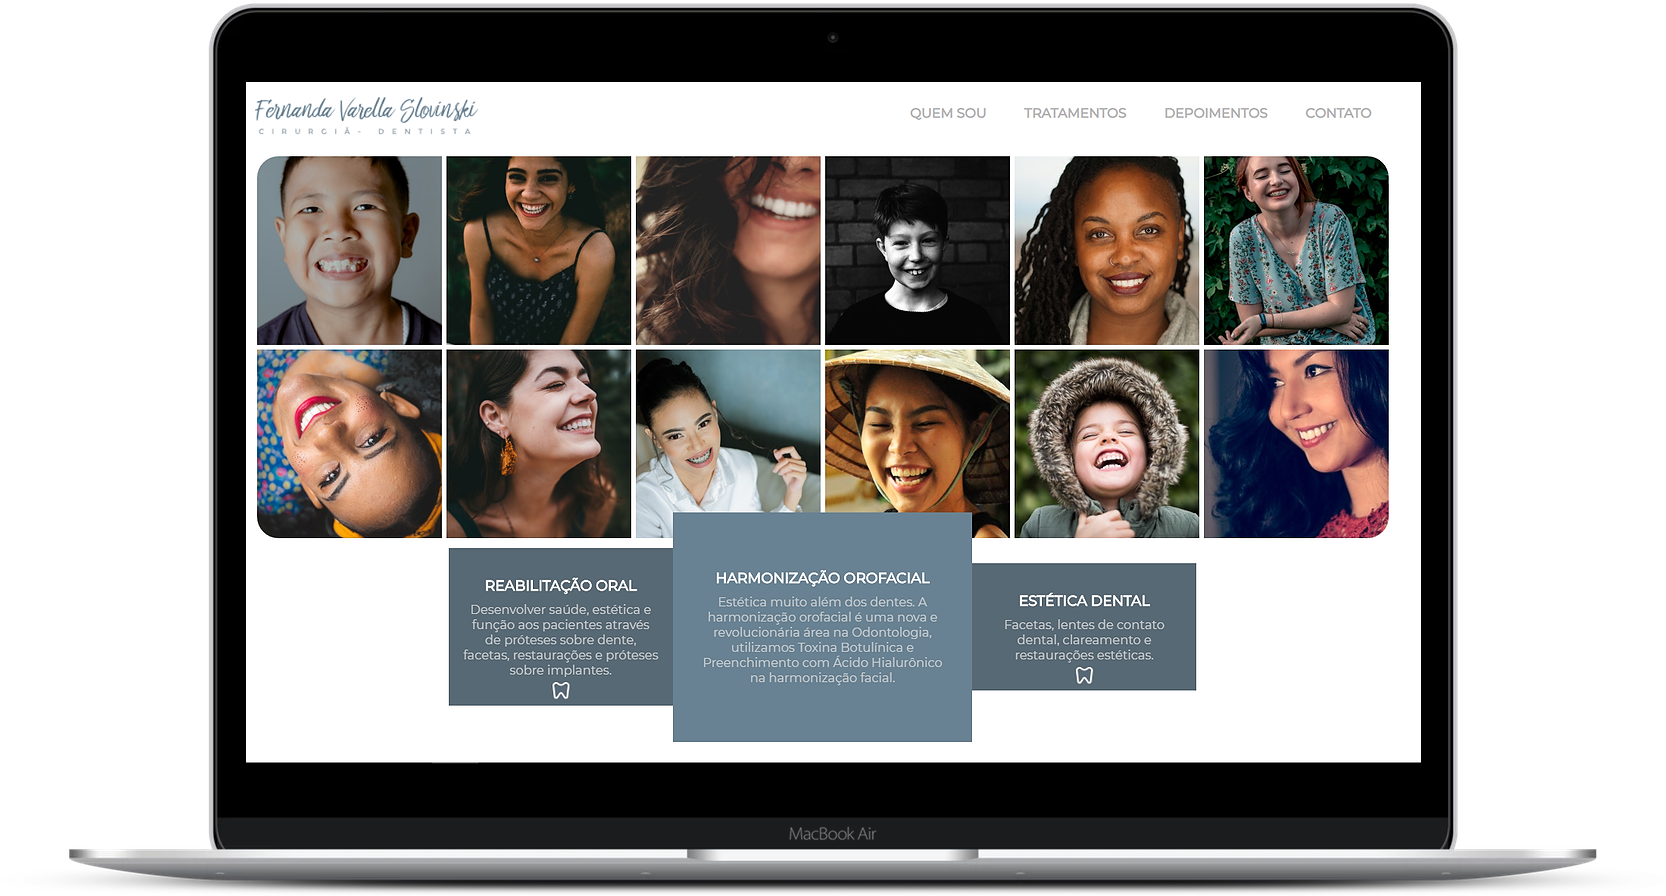 Fernanda Varella Slovinski
CIRURGIÃ- DENTISTA
QUEM SOU TRATAMENTOS DEPOIMENTOS CONTATO
REABILITAÇÃO ORAL
Desenvolver saúde, estética e
função aos pacientes através
de próteses sobre dente,
facetas, restaurações e próteses
sobre implantes.
HARMONIZAÇÃO OROFACIAL
Estética muito além dos dentes. A
harmonização orofacial é uma nova e
revolucionária área na Odontologia,
utilizamos Toxina Botulínica e
Preenchimento com Ácido Hialurônico
na harmonização facial.
ESTÉTICA DENTAL
Facetas, lentes de contato
dental, clareamento e
restaurações estéticas.
MacBook Air